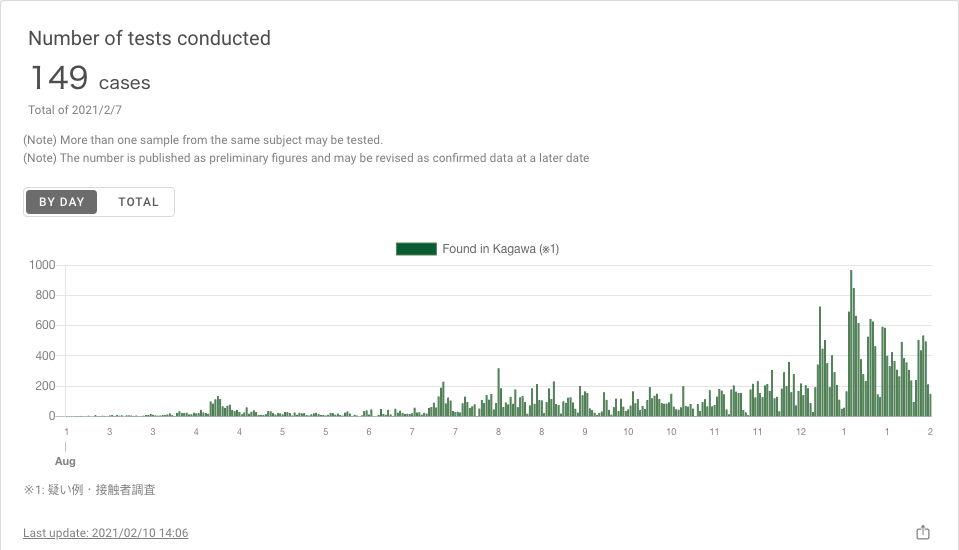 Number of tests conducted
149 cases
Total of 2021/2/7
(Note) More than one sample from the same subject may be tested.
(Note) The number is published as preliminary figures and may be revised as confirmed data at a later date
BY DAY TOTAL
Found in Kagawa (※1)
1000
800
600
400
200
0
1 3 3 4 4 5 5 6 7 7 8 8 9 10 10 11 11 12 1 1 2
Aug
※1: 疑い例・接触者調査
Last update: 2021/02/10 14:06